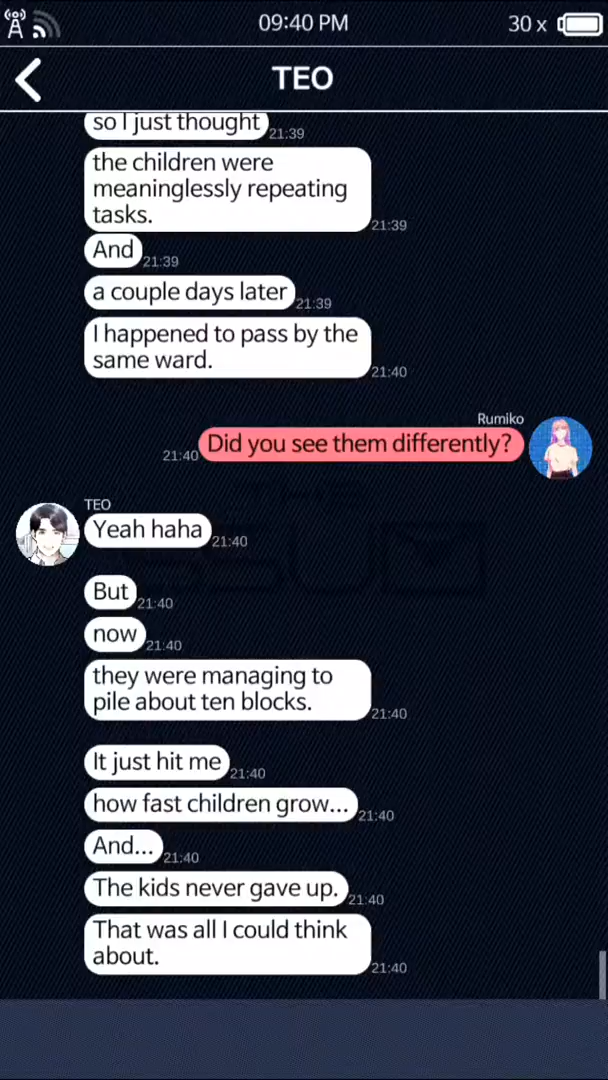 09:40 PM
30 x
TEO
so I just thought
21:39
the children were
meaninglessly repeating
tasks.
21:39
And
21:39
a couple days later
21:39
I happened to pass by the
same ward.
21:40
Rumiko
Did you see them differently?
21:40
TEO
Yeah haha
21:40
But
21:40
now
21:40
they were managing to
pile about ten blocks.
21:40
It just hit me
21:40
how fast children grow...
21:40
And...
21:40
The kids never gave up.
21:40
That was all I could think
about.
21:40